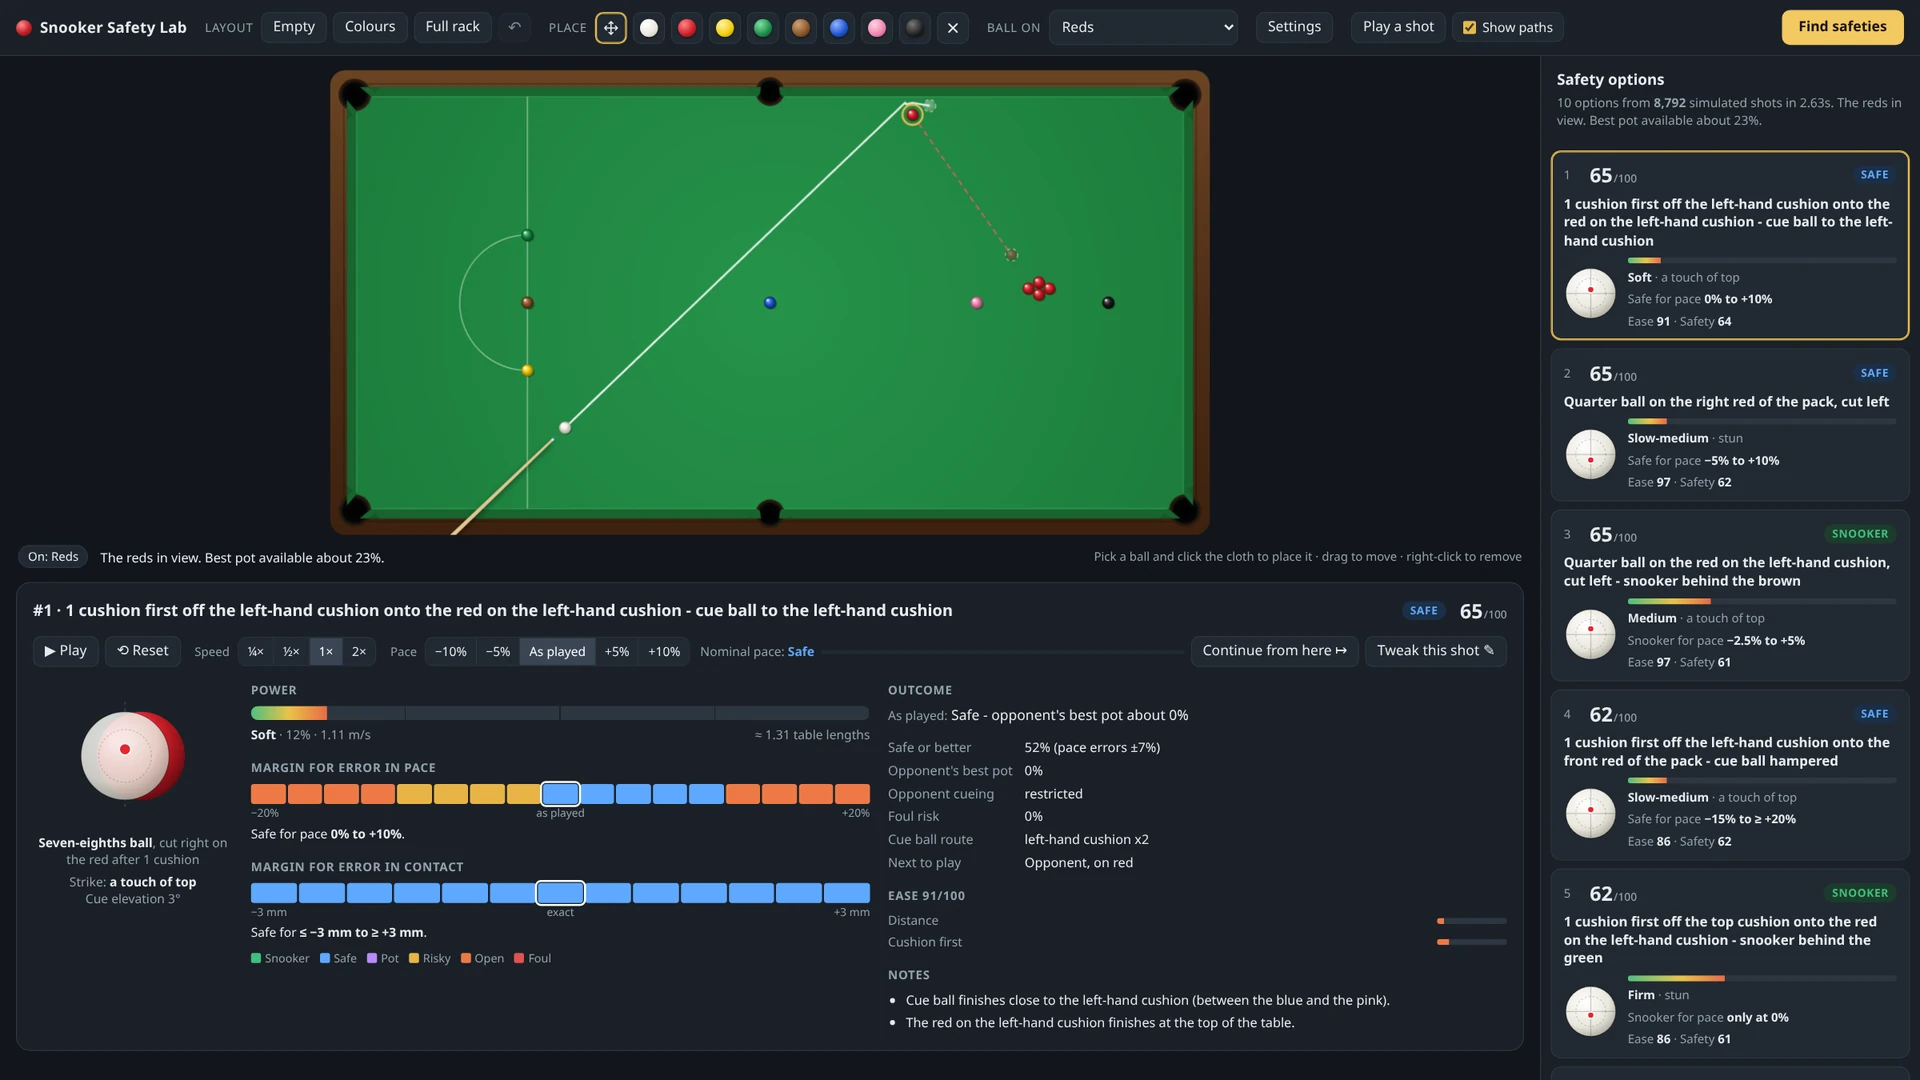 Snooker Safety Lab LAYOUT Empty Colours Full rack ↶ PLACE ✕ BALL ON Reds Settings Play a shot Show paths Find safeties
Safety options
10 options from 8,792 simulated shots in 2.63s. The reds in
view. Best pot available about 23%.
1 65/100 SAFE
1 cushion first off the left-hand cushion onto the
red on the left-hand cushion - cue ball to the left-
hand cushion
Soft · a touch of top
Safe for pace 0% to +10%
Ease 91 · Safety 64
2 65/100 SAFE
Quarter ball on the right red of the pack, cut left
Slow-medium · stun
Safe for pace −5% to +10%
Ease 97 · Safety 62
3 65/100 SNOOKER
Quarter ball on the red on the left-hand cushion,
cut left - snooker behind the brown
Medium · a touch of top
Snooker for pace −2.5% to +5%
Ease 97 · Safety 61
4 62/100 SAFE
1 cushion first off the left-hand cushion onto the
front red of the pack - cue ball hampered
Slow-medium · a touch of top
Safe for pace −15% to ≥ +20%
Ease 86 · Safety 62
5 62/100 SNOOKER
1 cushion first off the top cushion onto the red
on the left-hand cushion - snooker behind the
green
Firm · stun
Snooker for pace only at 0%
Ease 86 · Safety 61
On: Reds The reds in view. Best pot available about 23%. Pick a ball and click the cloth to place it · drag to move · right-click to remove
#1 · 1 cushion first off the left-hand cushion onto the red on the left-hand cushion - cue ball to the left-hand cushion SAFE 65/100
▶ Play ⟲ Reset Speed ¼× ½× 1× 2× Pace −10% −5% As played +5% +10% Nominal pace: Safe Continue from here ↦ Tweak this shot ✎
Seven-eighths ball, cut right on
the red after 1 cushion
Strike: a touch of top
Cue elevation 3°
POWER
Soft · 12% · 1.11 m/s ≈ 1.31 table lengths
MARGIN FOR ERROR IN PACE
−20% as played +20%
Safe for pace 0% to +10%.
MARGIN FOR ERROR IN CONTACT
−3 mm exact +3 mm
Safe for ≤ −3 mm to ≥ +3 mm.
Snooker Safe Pot Risky Open Foul
OUTCOME
As played: Safe - opponent's best pot about 0%
Safe or better 52% (pace errors ±7%)
Opponent's best pot 0%
Opponent cueing restricted
Foul risk 0%
Cue ball route left-hand cushion x2
Next to play Opponent, on red
EASE 91/100
Distance
Cushion first
NOTES
• Cue ball finishes close to the left-hand cushion (between the blue and the pink).
• The red on the left-hand cushion finishes at the top of the table.